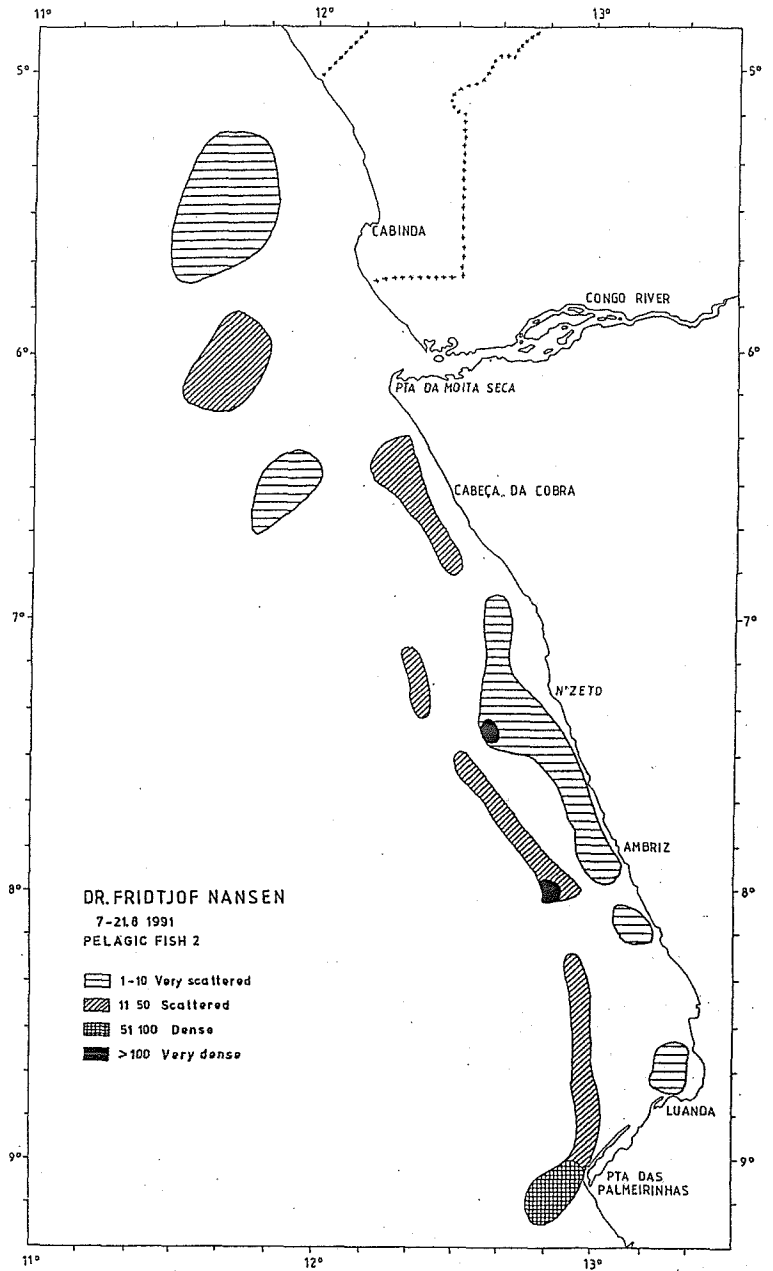 11°
12°
13°
5°
5°
CABINDA
CONGO RIVER
6°
6°
PTA DA MOITA SECA
CABEÇA DA COBRA
7°
7°
N'ZETO
AMBRIZ
8°
8°
DR. FRIDTJOF NANSEN
7-21.8 1991
PELAGIC FISH 2
1-10 Very scattered
11 50 Scattered
51 100 Dense
>100 Very dense
LUANDA
9°
9°
PTA DAS
PALMEIRINHAS
11°
12°
13°